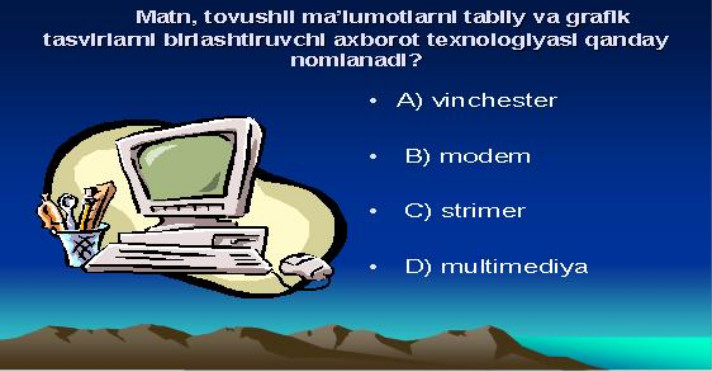 Matn, tovushli ma’lumotlarni tabiiy va grafik
tasvirlarni birlashtiruvchi axborot texnologiyasi qanday
nomlanadi?
• A) vinchester
• B) modem
• C) strimer
• D) multimediya